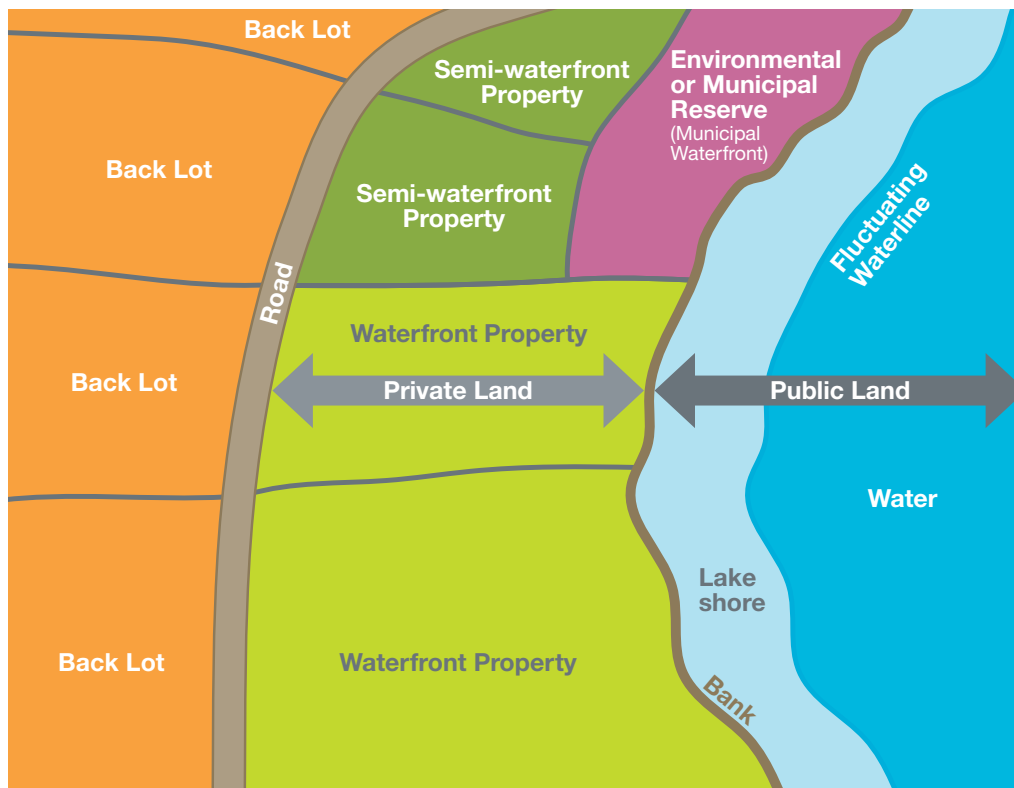 Back Lot
Semi-waterfront
Property
Environmental
or Municipal
Reserve
(Municipal
Waterfront)
Back Lot
Semi-waterfront
Property
Fluctuating
Waterline
Road
Waterfront Property
Back Lot
Private Land
Public Land
Water
Lake
shore
Back Lot
Waterfront Property
Bank